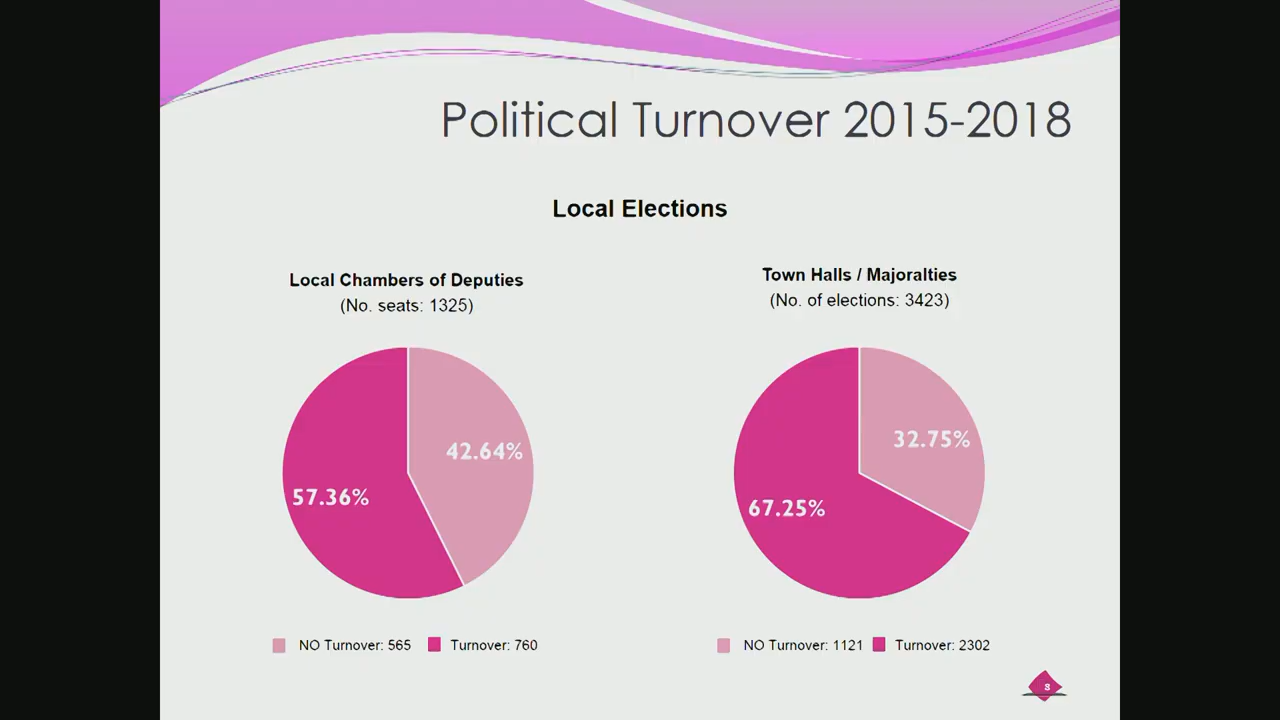 Political Turnover 2015-2018
Local Elections
Local Chambers of Deputies
(No. seats: 1325)
42.64%
57.36%
NO Turnover: 565
Turnover: 760
Town Halls / Majoralties
(No. of elections: 3423)
32.75%
67.25%
NO Turnover: 1121
Turnover: 2302
8